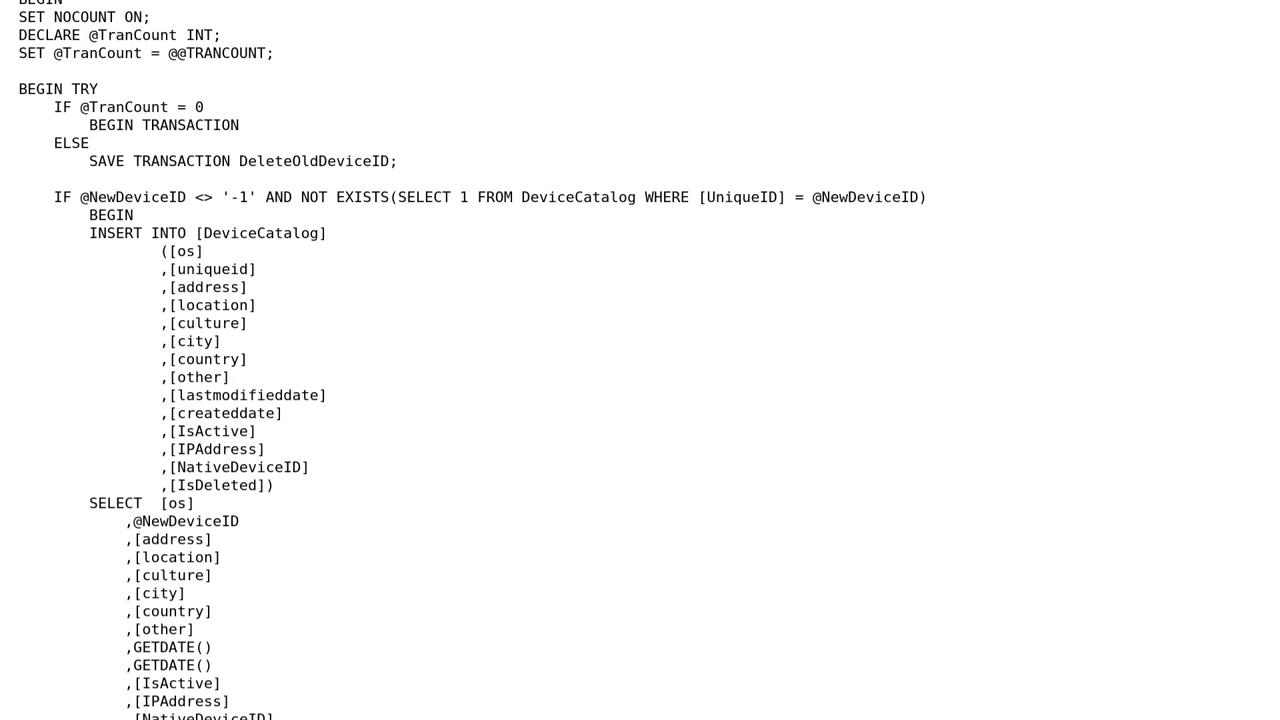 BEGIN
SET NOCOUNT ON;
DECLARE @TranCount INT;
SET @TranCount = @@TRANCOUNT;
BEGIN TRY
IF @TranCount = 0
BEGIN TRANSACTION
ELSE
SAVE TRANSACTION DeleteOldDeviceID;
IF @NewDeviceID <> '-1' AND NOT EXISTS(SELECT 1 FROM DeviceCatalog WHERE [UniqueID] = @NewDeviceID)
BEGIN
INSERT INTO [DeviceCatalog]
([os]
,[uniqueid]
,[address]
,[location]
,[culture]
,[city]
,[country]
,[other]
,[lastmodifieddate]
,[createddate]
,[IsActive]
,[IPAddress]
,[NativeDeviceID]
,[IsDeleted])
SELECT  [os]
,@NewDeviceID
,[address]
,[location]
,[culture]
,[city]
,[country]
,[other]
,GETDATE()
,GETDATE()
,[IsActive]
,[IPAddress]
,[NativeDeviceID]